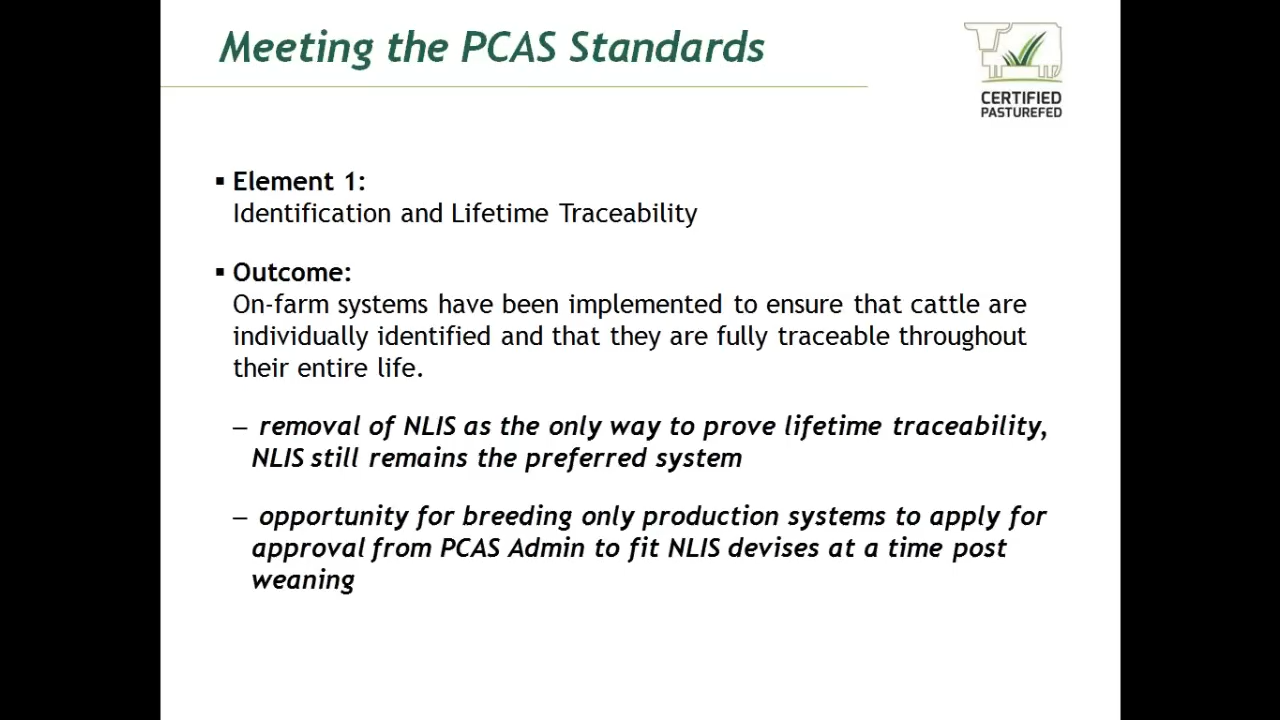 Meeting the PCAS Standards
CERTIFIED
PASTUREFED
▪ Element 1:
Identification and Lifetime Traceability
▪ Outcome:
On-farm systems have been implemented to ensure that cattle are
individually identified and that they are fully traceable throughout
their entire life.
– removal of NLIS as the only way to prove lifetime traceability,
NLIS still remains the preferred system
– opportunity for breeding only production systems to apply for
approval from PCAS Admin to fit NLIS devises at a time post
weaning